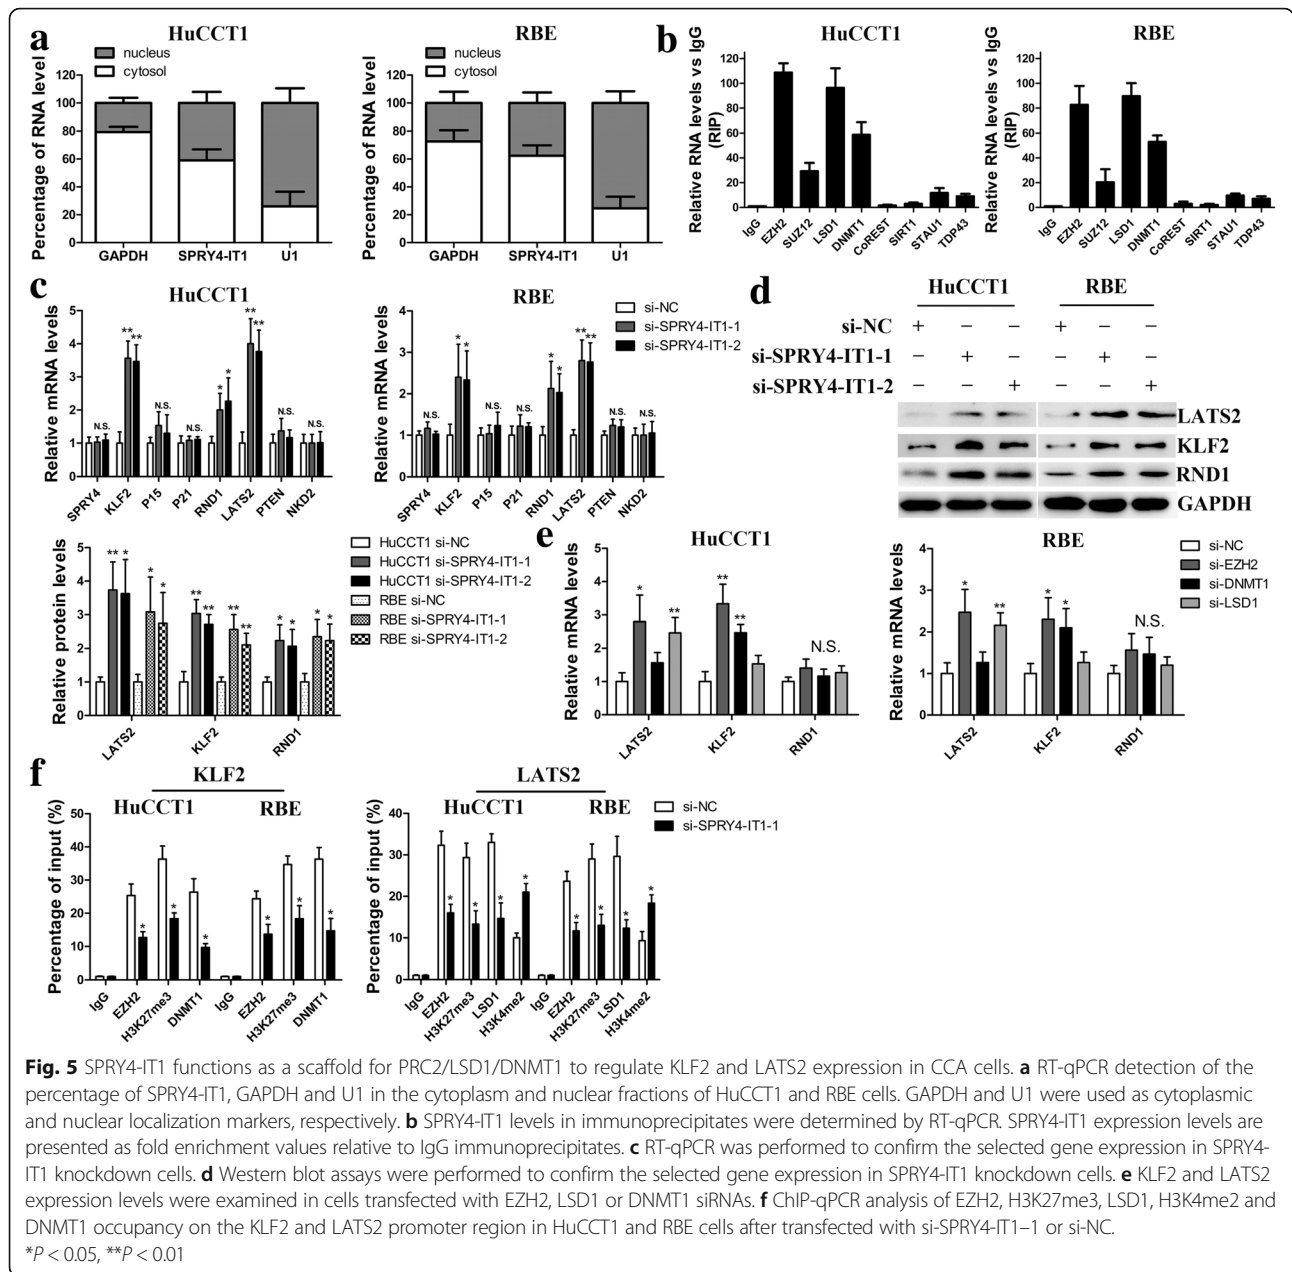 a
HuCCT1
nucleus
cytosol
Percentage of RNA level
120
100
80
60
40
20
0
GAPDH SPRY4-IT1 U1
RBE
nucleus
cytosol
Percentage of RNA level
120
100
80
60
40
20
0
GAPDH SPRY4-IT1 U1
b
HuCCT1
Relative RNA levels vs IgG
(RIP)
120
100
80
60
40
20
0
IgG EZH2 SUZ12 LSD1 DNMT1 CoREST SIRT1 STAU1 TDP43
RBE
Relative RNA levels vs IgG
(RIP)
120
100
80
60
40
20
0
IgG EZH2 SUZ12 LSD1 DNMT1 CoREST SIRT1 STAU1 TDP43
c
HuCCT1
Relative mRNA levels
5
4
3
2
1
0
N.S. ** ** N.S. N.S. * * ** ** N.S. N.S.
SPRY4 KLF2 P15 P21 RND1 LATS2 PTEN NKD2
RBE
si-NC
si-SPRY4-IT1-1
si-SPRY4-IT1-2
Relative mRNA levels
4
3
2
1
0
N.S. * * N.S. N.S. * * ** ** N.S. N.S.
SPRY4 KLF2 P15 P21 RND1 LATS2 PTEN NKD2
Relative protein levels
5
4
3
2
1
0
** ** * * ** ** ** ** * * * *
LATS2 KLF2 RND1
HuCCT1 si-NC
HuCCT1 si-SPRY4-IT1-1
HuCCT1 si-SPRY4-IT1-2
RBE si-NC
RBE si-SPRY4-IT1-1
RBE si-SPRY4-IT1-2
d
HuCCT1 RBE
si-NC + − − + − −
si-SPRY4-IT1-1 − + − − + −
si-SPRY4-IT1-2 − − + − − +
LATS2
KLF2
RND1
GAPDH
e
HuCCT1
Relative mRNA levels
5
4
3
2
1
0
* ** ** ** N.S.
LATS2 KLF2 RND1
RBE
si-NC
si-EZH2
si-DNMT1
si-LSD1
Relative mRNA levels
4
3
2
1
0
* ** * * N.S.
LATS2 KLF2 RND1
f
KLF2
HuCCT1 RBE
Percentage of input (%)
50
40
30
20
10
0
* * * * * *
IgG EZH2 H3K27me3 DNMT1 IgG EZH2 H3K27me3 DNMT1
LATS2
HuCCT1 RBE
si-NC
si-SPRY4-IT1-1
Percentage of input (%)
40
30
20
10
0
* * * * * * * *
IgG EZH2 H3K27me3 LSD1 H3K4me2 IgG EZH2 H3K27me3 LSD1 H3K4me2
Fig. 5 SPRY4-IT1 functions as a scaffold for PRC2/LSD1/DNMT1 to regulate KLF2 and LATS2 expression in CCA cells. a RT-qPCR detection of the
percentage of SPRY4-IT, GAPDH and U1 in the cytoplasm and nuclear fractions of HuCCT1 and RBE cells. GAPDH and U1 were used as cytoplasmic
and nuclear localization markers, respectively. b SPRY4-IT1 levels in immunoprecipitates were determined by RT-qPCR. SPRY4-IT1 expression levels are
presented as fold enrichment values relative to IgG immunoprecipitates. c RT-qPCR was performed to confirm the selected gene expression in SPRY4-
IT1 knockdown cells. d Western blot assays were performed to confirm the selected gene expression in SPRY4-IT1 knockdown cells. e KLF2 and LATS2
expression levels were examined in cells transfected with EZH2, LSD1 or DNMT1 siRNAs. f ChIP-qPCR analysis of EZH2, H3K27me3, LSD1, H3K4me2 and
DNMT1 occupancy on the KLF2 and LATS2 promoter region in HuCCT1 and RBE cells after transfected with si-SPRY4-IT1–1 or si-NC.
*P < 0.05, **P < 0.01